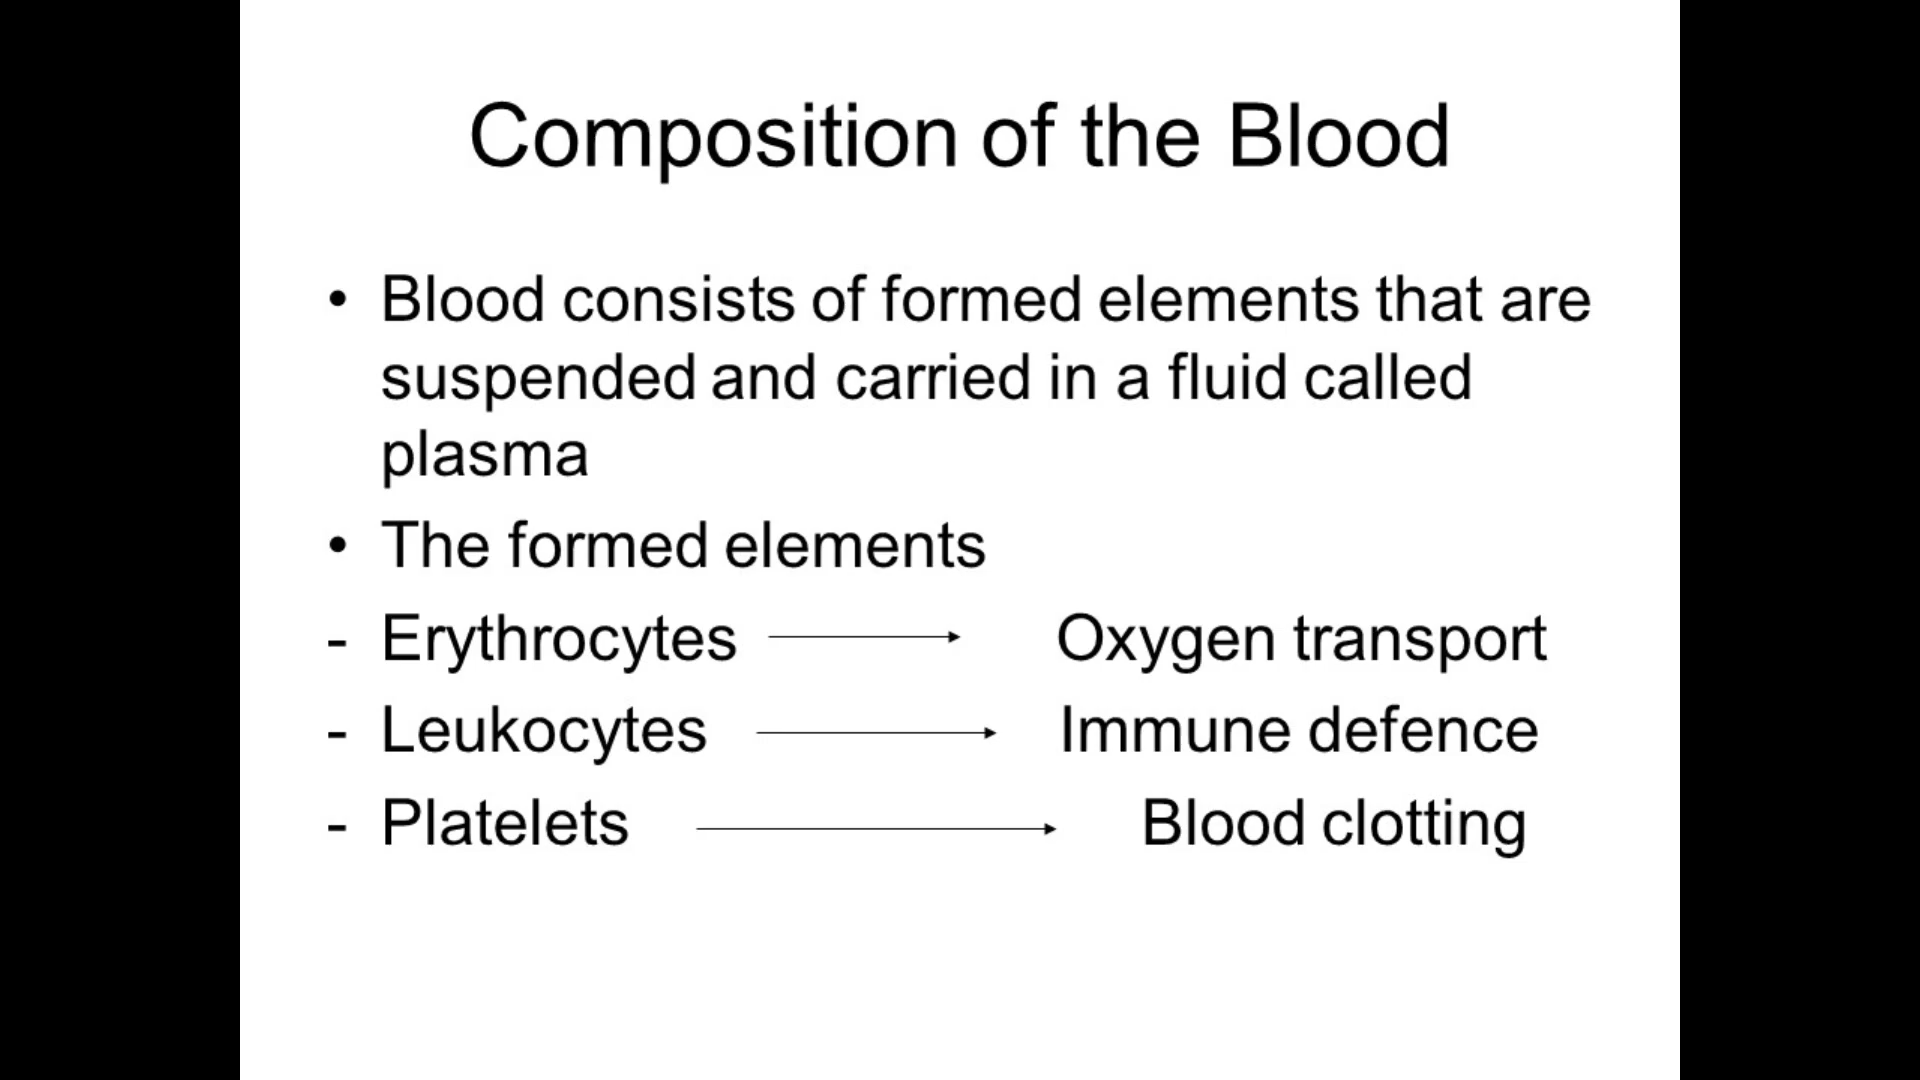 Composition of the Blood
• Blood consists of formed elements that are
suspended and carried in a fluid called
plasma
• The formed elements
- Erythrocytes Oxygen transport
- Leukocytes Immune defence
- Platelets Blood clotting